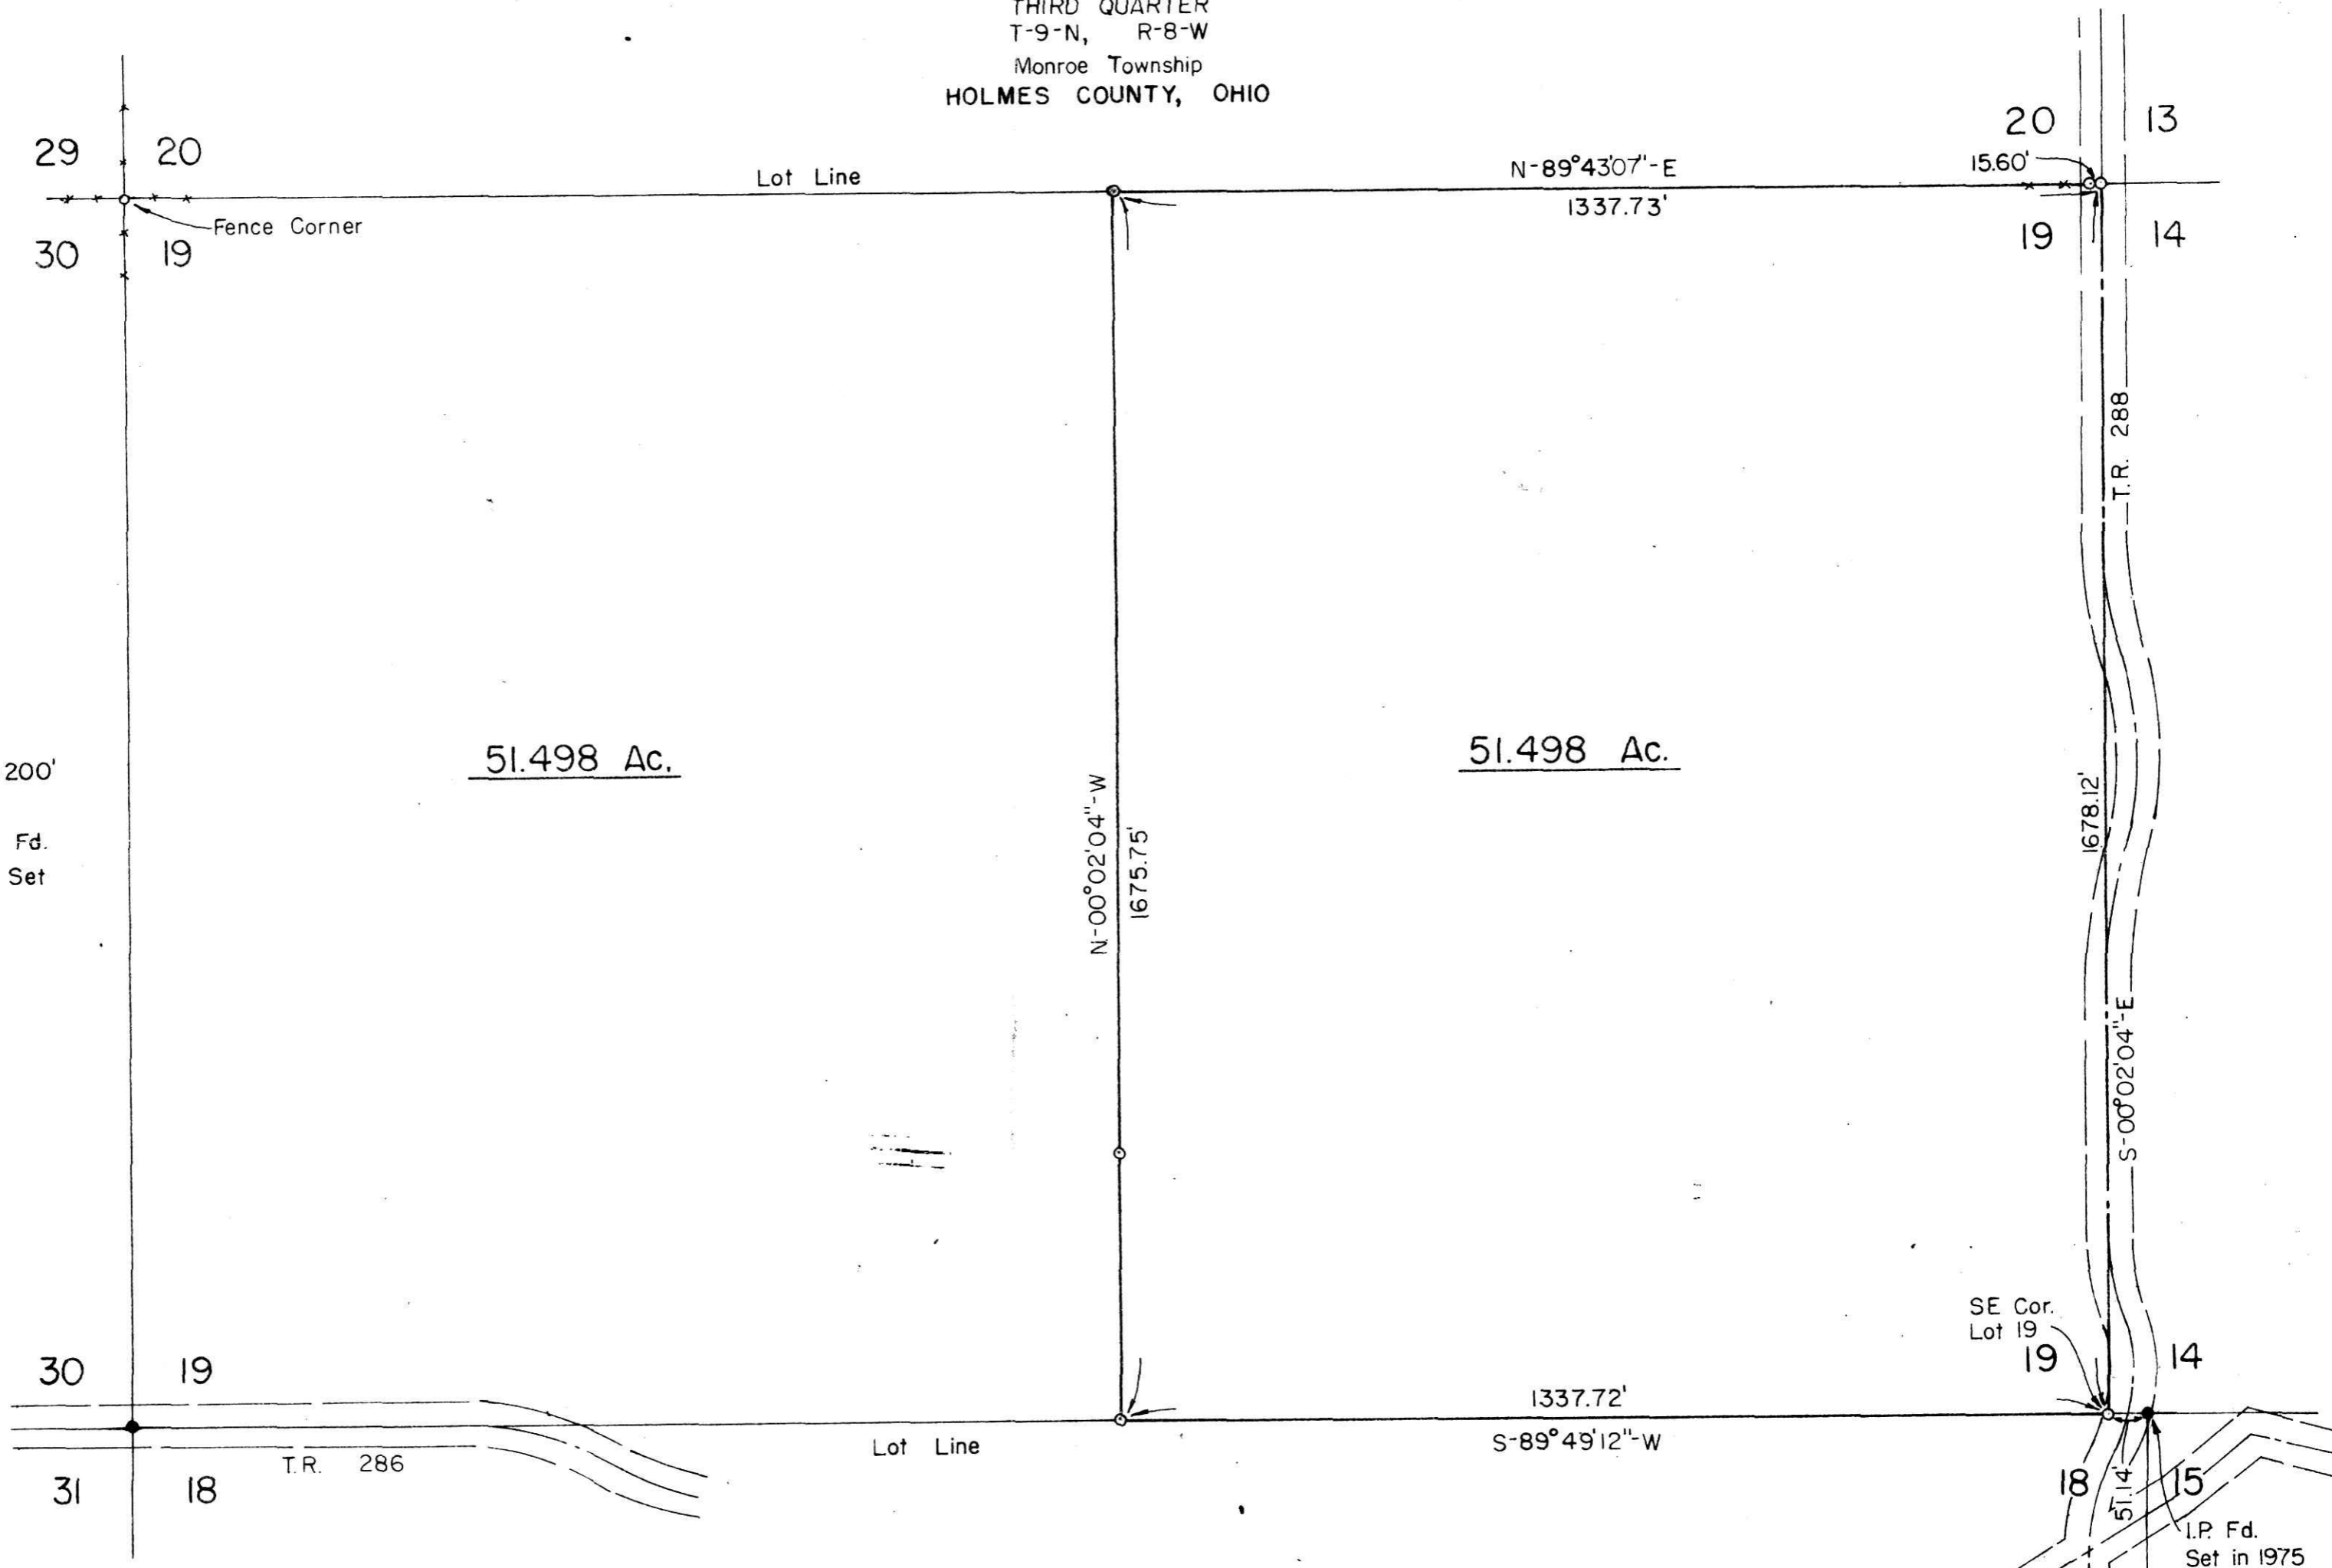 THIRD QUARTER
T-9-N, R-8-W
Monroe Township
HOLMES COUNTY, OHIO
29 20
30 19
Fence Corner
Lot Line
N-89°43'07"-E
1337.73'
15.60'
20 13
19 14
T.R. 288
51.498 Ac.
51.498 Ac.
200'
Fd.
Set
N-00°02'04"-W
1675.75'
1678.12'
S-00°02'04"-E
SE Cor.
Lot 19
30 19
31 18
T.R. 286
Lot Line
1337.72'
S-89°49'12"-W
19 14
18 15
51.14'
I.P. Fd.
Set in 1975